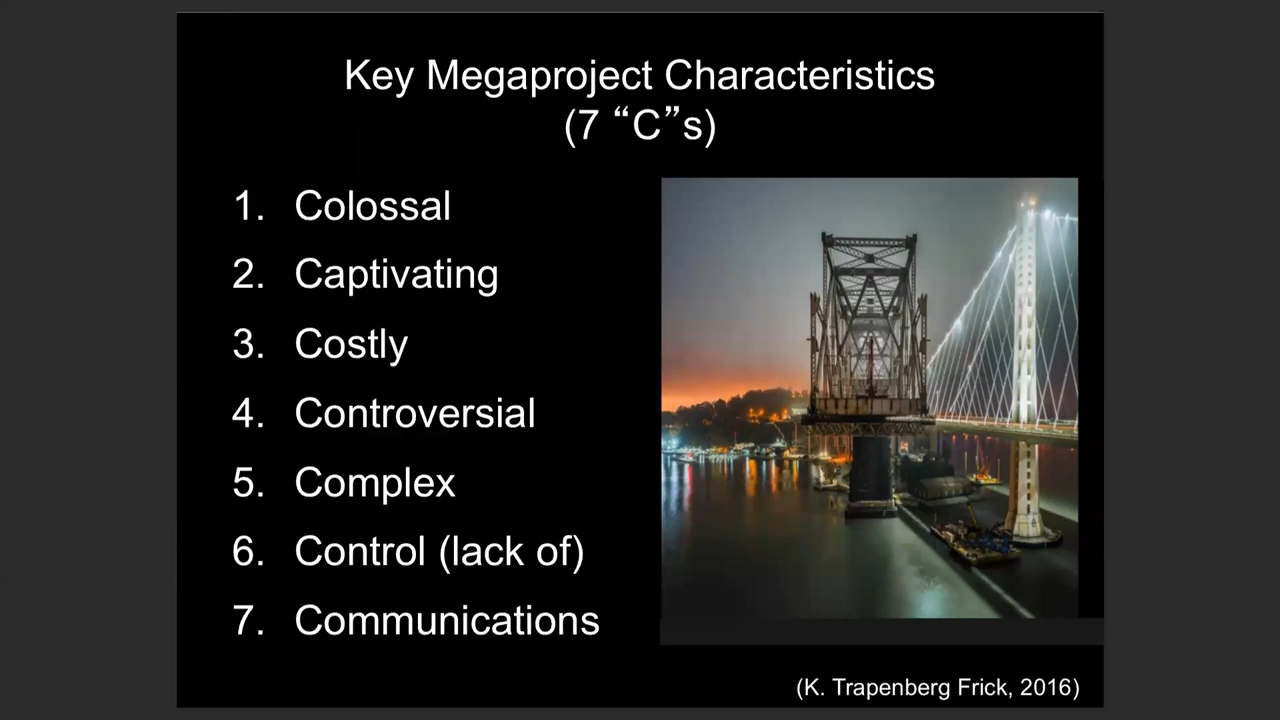 Key Megaproject Characteristics
(7 “C”s)
1. Colossal
2. Captivating
3. Costly
4. Controversial
5. Complex
6. Control (lack of)
7. Communications
(K. Trapenberg Frick, 2016)